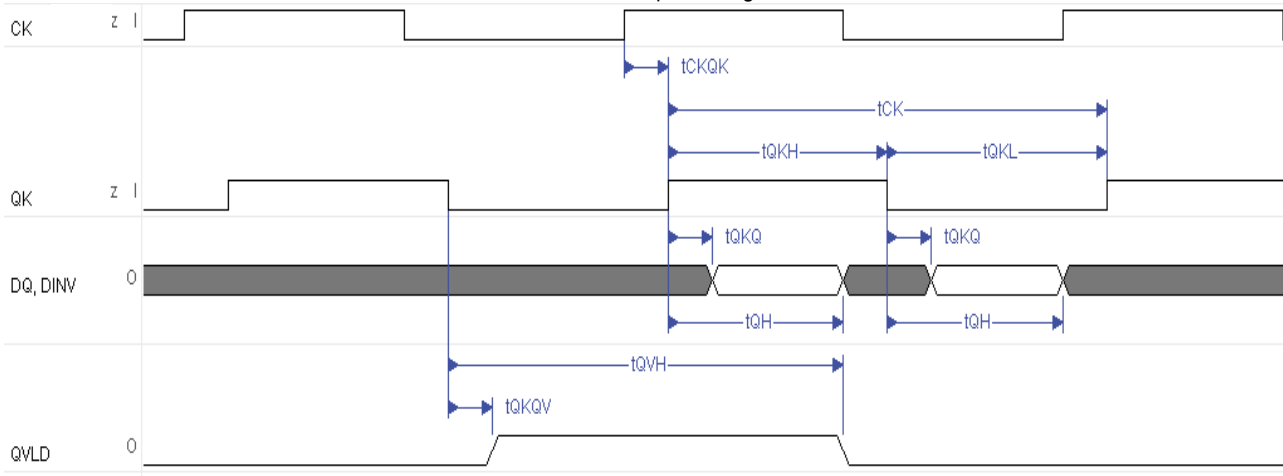 CK z I
tCKQK
tCK
tQKH tQKL
QK z I
tQKQ tQKQ
DQ, DINV 0
tQH tQH
tQVH
tQKQV
QVLD 0